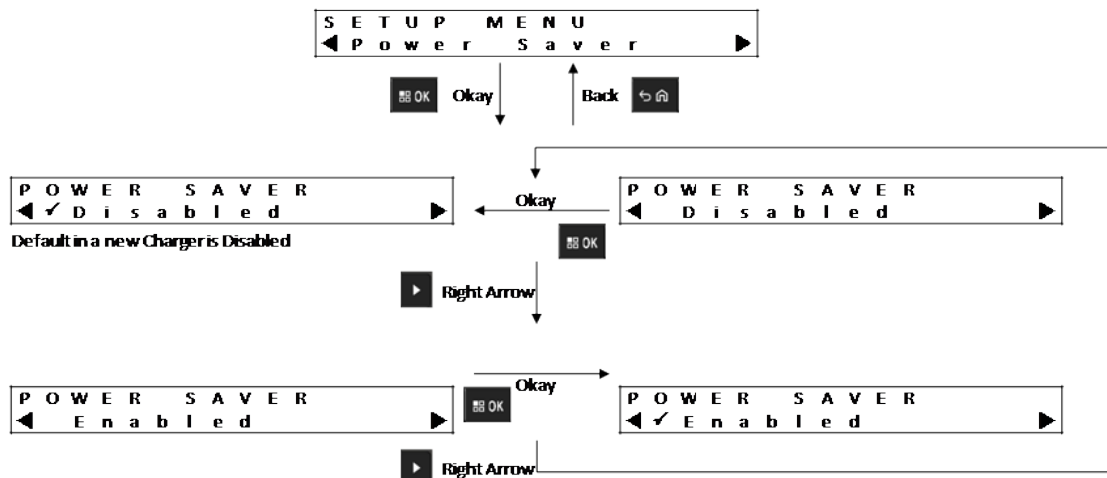 SETUP MENU
◀ Power Saver ▶
OK Okay
Back
POWER SAVER
◀ ✓ Disabled ▶
Default in a new Charger is Disabled
Okay
OK
POWER SAVER
◀ Disabled ▶
Right Arrow
POWER SAVER
◀ Enabled ▶
Okay
OK
POWER SAVER
◀ ✓ Enabled ▶
Right Arrow